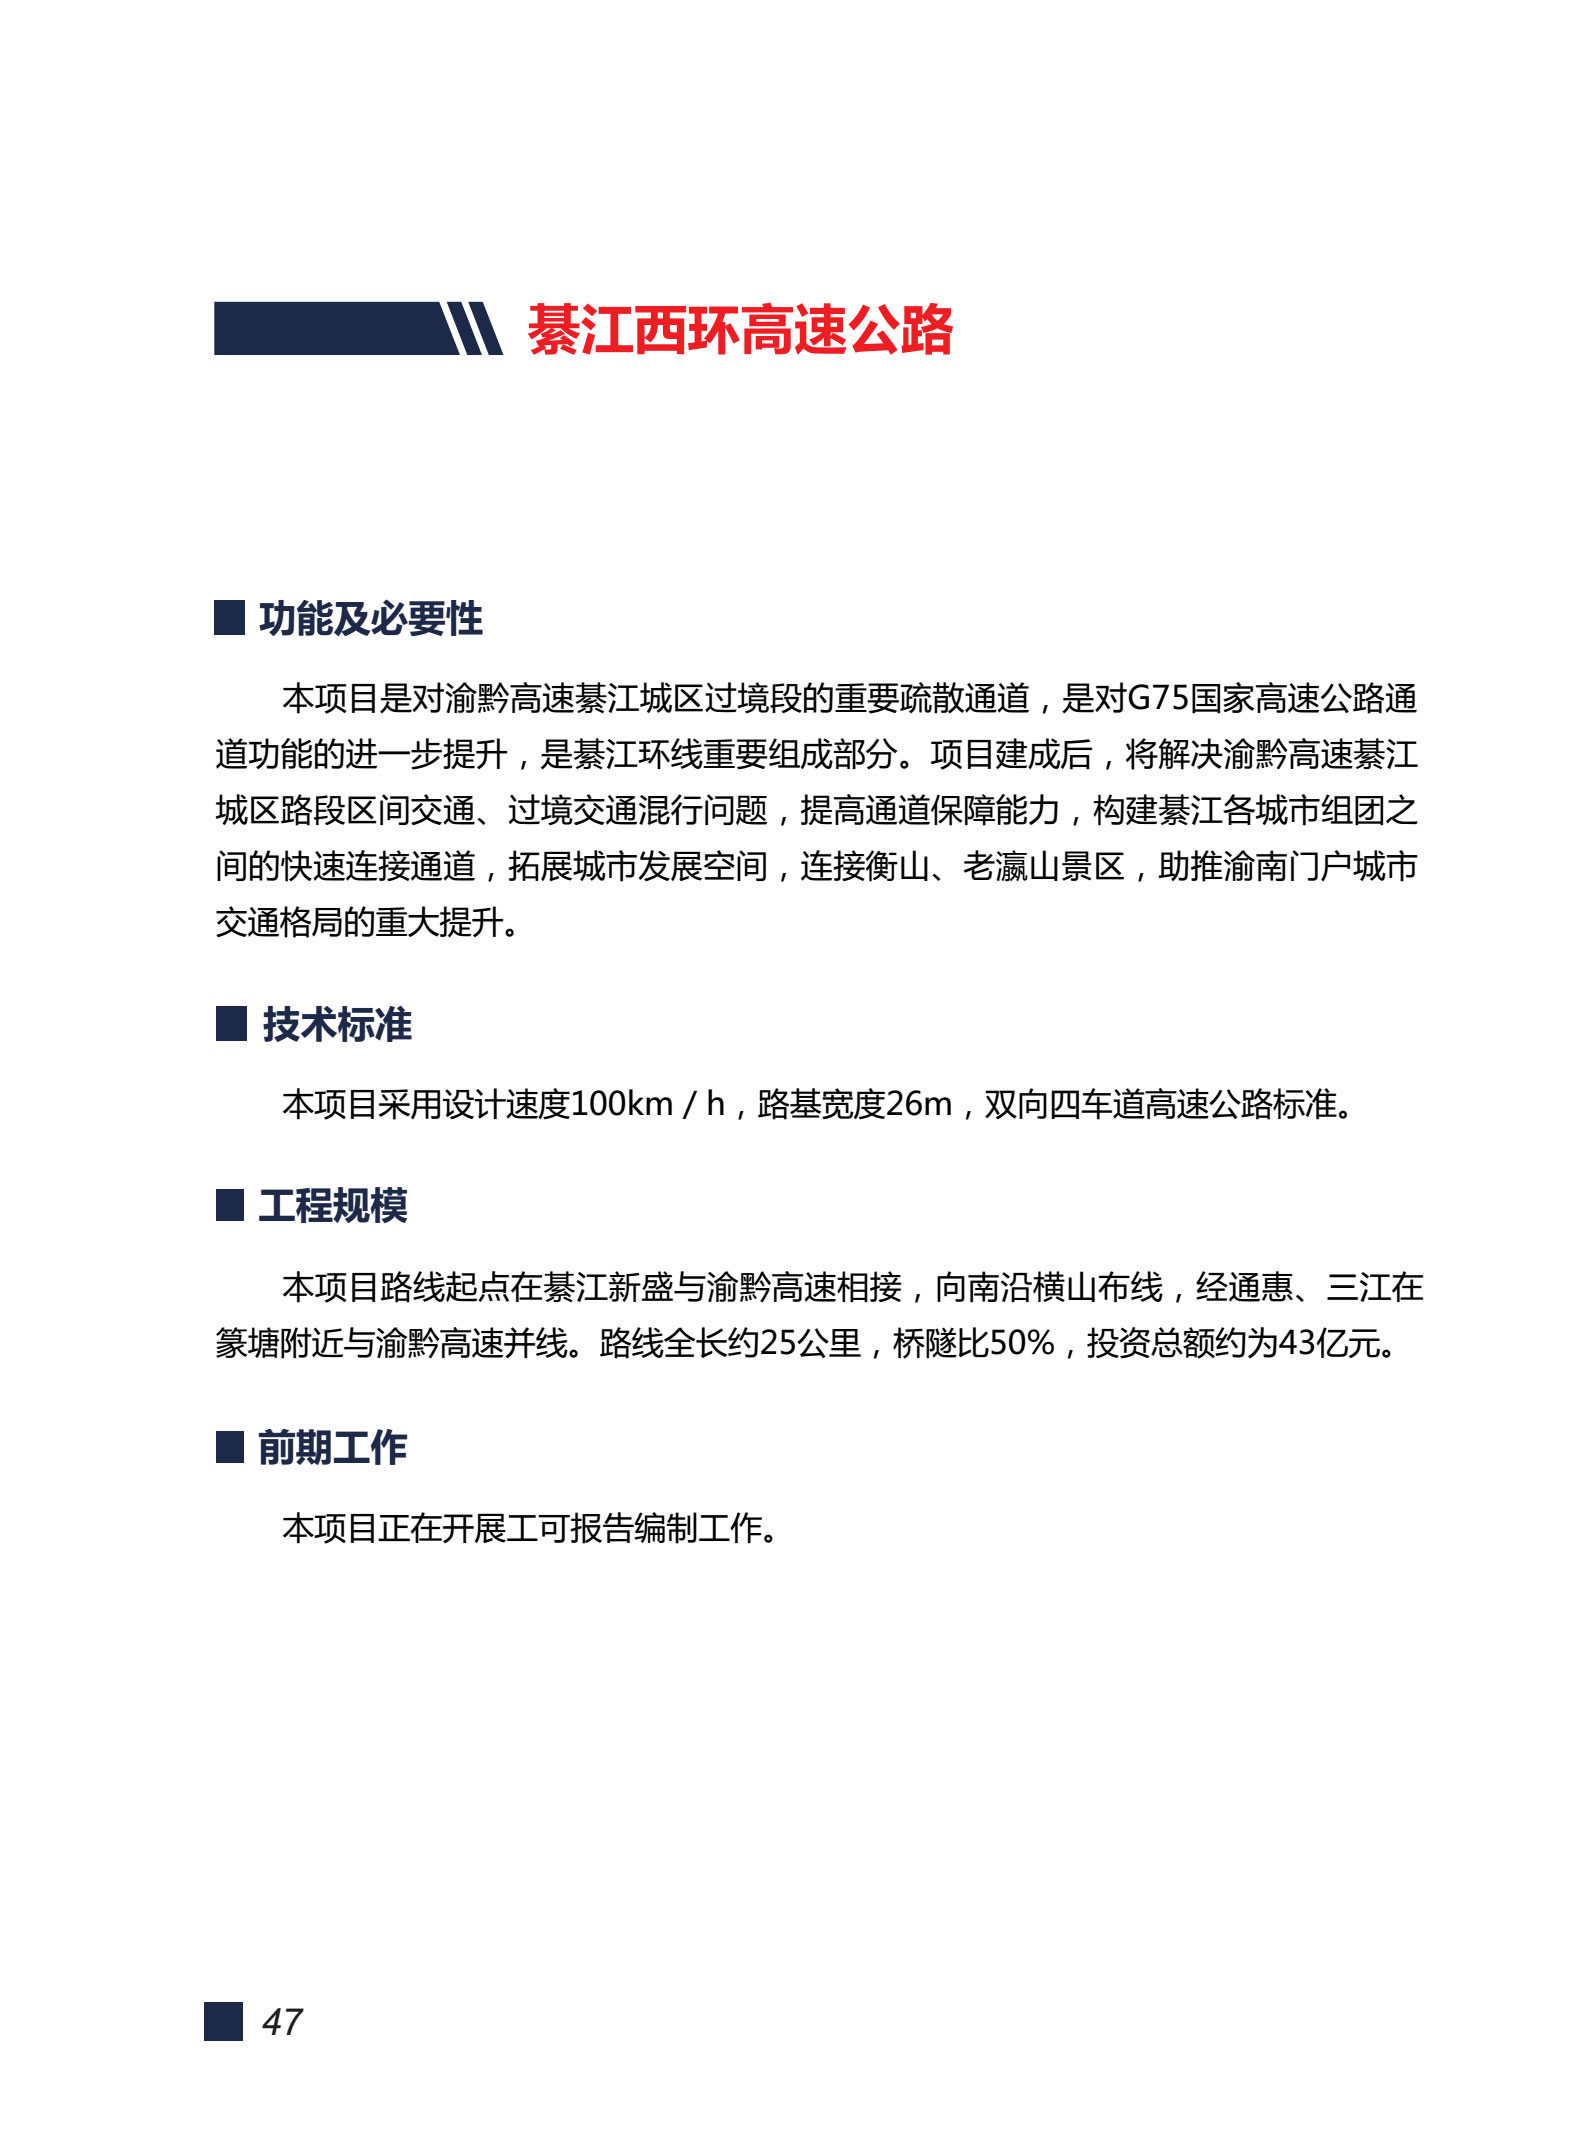 綦江西环高速公路
功能及必要性
本项目是对渝黔高速綦江城区过境段的重要疏散通道，是对G75国家高速公路通
道功能的进一步提升，是綦江环线重要组成部分。项目建成后，将解决渝黔高速綦江
城区路段区间交通、过境交通混行问题，提高通道保障能力，构建綦江各城市组团之
间的快速连接通道，拓展城市发展空间，连接衡山、老瀛山景区，助推渝南门户城市
交通格局的重大提升。
技术标准
本项目采用设计速度100km / h，路基宽度26m，双向四车道高速公路标准。
工程规模
本项目路线起点在綦江新盛与渝黔高速相接，向南沿横山布线，经通惠、三江在
篆塘附近与渝黔高速并线。路线全长约25公里，桥隧比50%，投资总额约为43亿元。
前期工作
本项目正在开展工可报告编制工作。
47